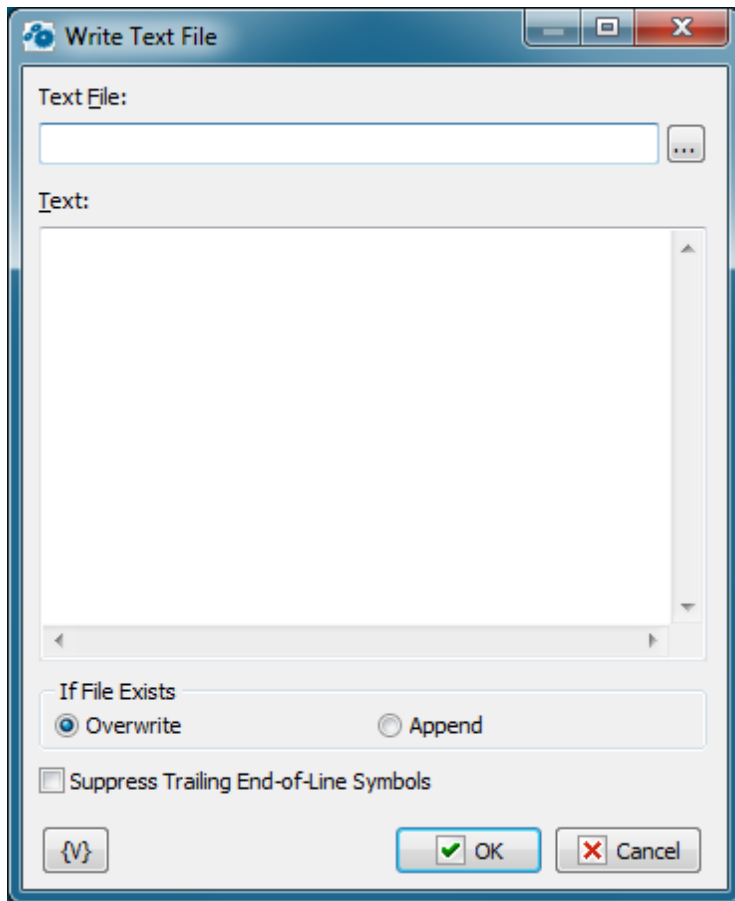 Write Text File
Text File:
...
Text:
If File Exists
Overwrite Append
Suppress Trailing End-of-Line Symbols
{V} OK Cancel